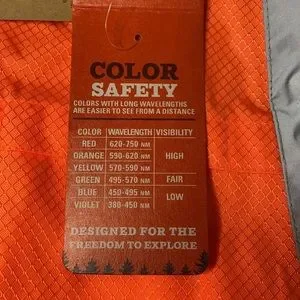 COLOR
SAFETY
COLORS WITH LONG WAVELENGTHS
ARE EASIER TO SEE FROM A DISTANCE
COLOR WAVELENGTH VISIBILITY
RED 620-750 NM
ORANGE 590-620 NM HIGH
YELLOW 570-590 NM
GREEN 495-570 NM FAIR
BLUE 450-495 NM LOW
VIOLET 380-450 NM
DESIGNED FOR THE
FREEDOM TO EXPLORE